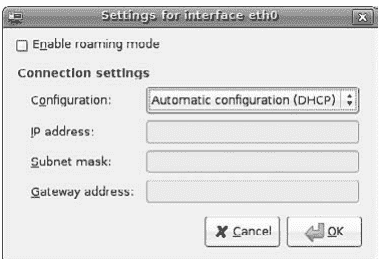 Settings for interface eth0
Enable roaming mode
Connection settings
Configuration: Automatic configuration (DHCP)
IP address:
Subnet mask:
Gateway address:
Cancel OK